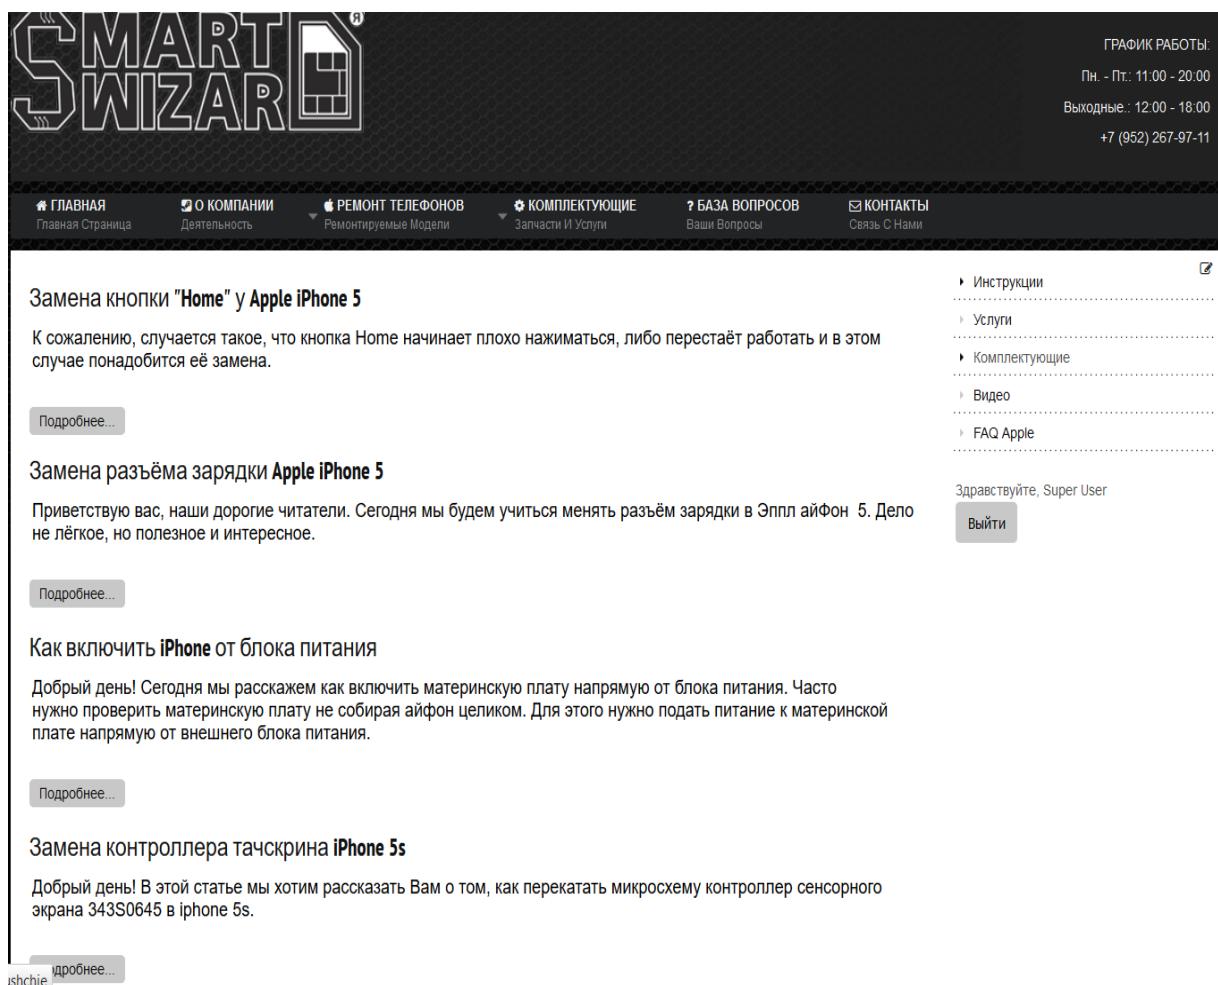 SMART
WIZAR
®
ГРАФИК РАБОТЫ:
Пн. - Пт.: 11:00 - 20:00
Выходные.: 12:00 - 18:00
+7 (952) 267-97-11
ГЛАВНАЯ
Главная Страница
О КОМПАНИИ
Деятельность
РЕМОНТ ТЕЛЕФОНОВ
Ремонтируемые Модели
КОМПЛЕКТУЮЩИЕ
Запчасти И Услуги
? БАЗА ВОПРОСОВ
Ваши Вопросы
КОНТАКТЫ
Связь С Нами
Замена кнопки "Home" у Apple iPhone 5
К сожалению, случается такое, что кнопка Home начинает плохо нажиматься, либо перестаёт работать и в этом
случае понадобится её замена.
Подробнее...
Замена разъёма зарядки Apple iPhone 5
Приветствую вас, наши дорогие читатели. Сегодня мы будем учиться менять разъём зарядки в Эппл айФон 5. Дело
не лёгкое, но полезное и интересное.
Подробнее...
Как включить iPhone от блока питания
Добрый день! Сегодня мы расскажем как включить материнскую плату напрямую от блока питания. Часто
нужно проверить материнскую плату не собирая айфон целиком. Для этого нужно подать питание к материнской
плате напрямую от внешнего блока питания.
Подробнее...
Замена контроллера тачскрина iPhone 5s
Добрый день! В этой статье мы хотим рассказать Вам о том, как перекатать микросхему контроллер сенсорного
экрана 343S0645 в iphone 5s.
одробнее...
ushchie
Инструкции
Услуги
Комплектующие
Видео
FAQ Apple
Здравствуйте, Super User
Выйти